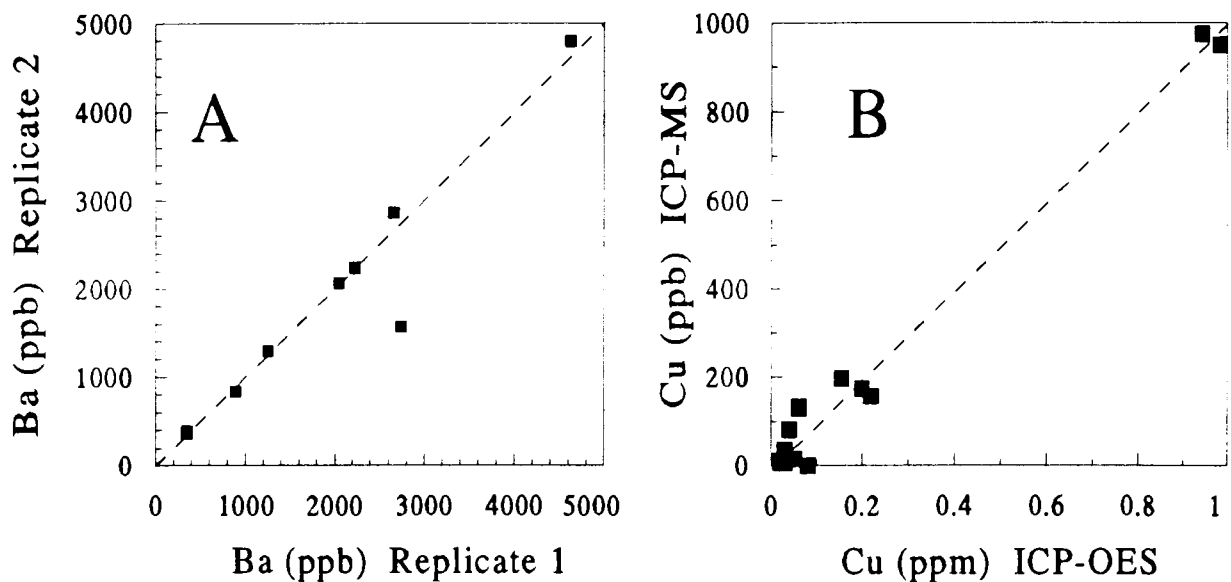 5000
4000
3000
2000
1000
0
0 1000 2000 3000 4000 5000
Ba (ppb) Replicate 2
Ba (ppb) Replicate 1
A
1000
800
600
400
200
0
0 0.2 0.4 0.6 0.8 1
Cu (ppb) ICP-MS
Cu (ppm) ICP-OES
B